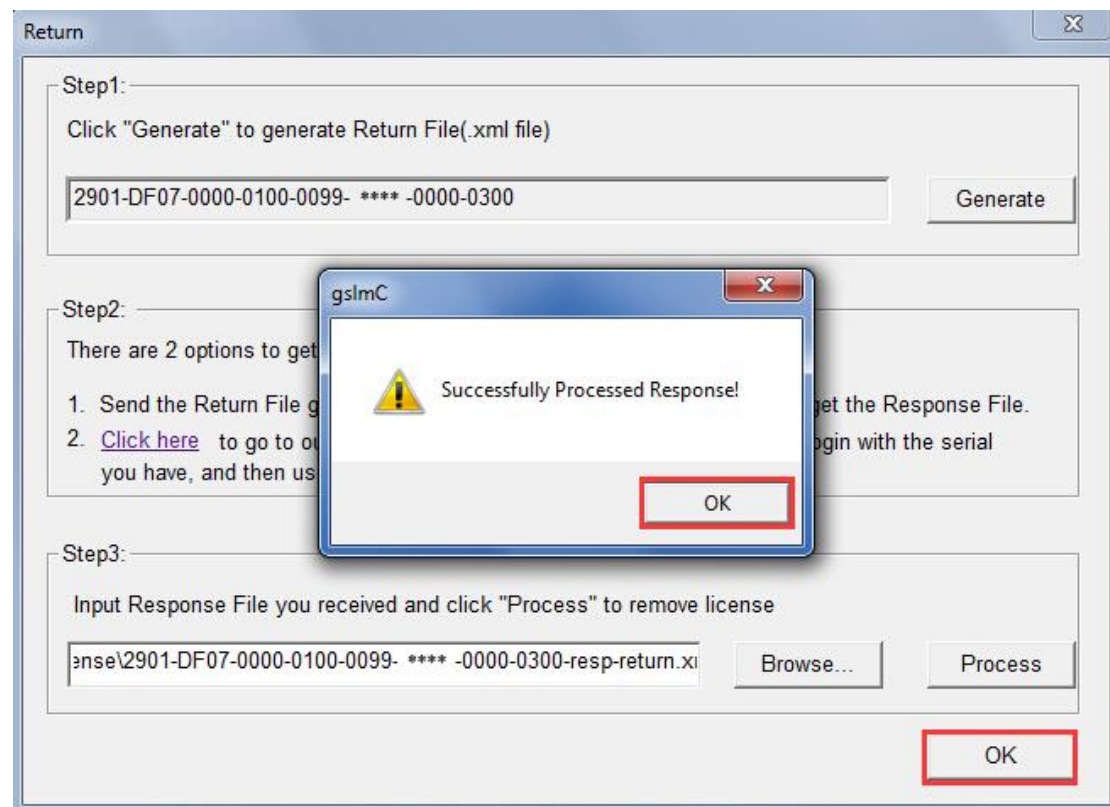 Return
Step1:
Click "Generate" to generate Return File(.xml file)
2901-DF07-0000-0100-0099- **** -0000-0300
Generate
Step2:
There are 2 options to get
1. Send the Return File g
get the Response File.
2. Click here to go to ou
login with the serial
you have, and then us
gslmC
Successfully Processed Response!
OK
Step3:
Input Response File you received and click "Process" to remove license
ense\2901-DF07-0000-0100-0099- **** -0000-0300-resp-return.x
Browse...
Process
OK